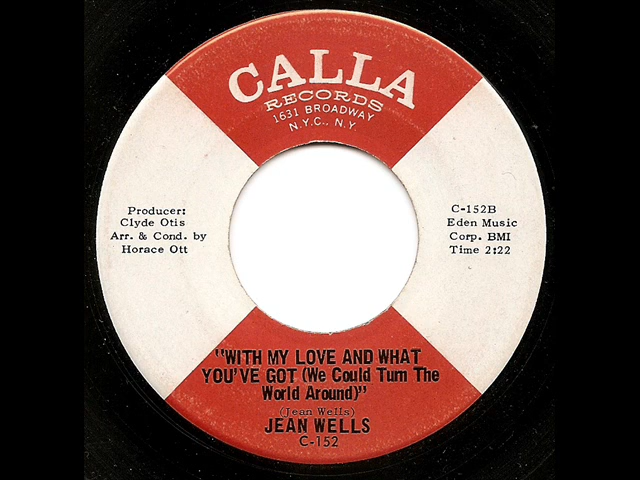 CALLA
RECORDS
1631 BROADWAY
N.Y.C., N.Y
Producer:
Clyde Otis
Arr. & Cond. by
Horace Ott
C-152B
Eden Music
Corp. BMI
Time 2:22
"WITH MY LOVE AND WHAT
YOU'VE GOT (We Could Turn The
World Around)"
(Jean Wells)
JEAN WELLS
C-152